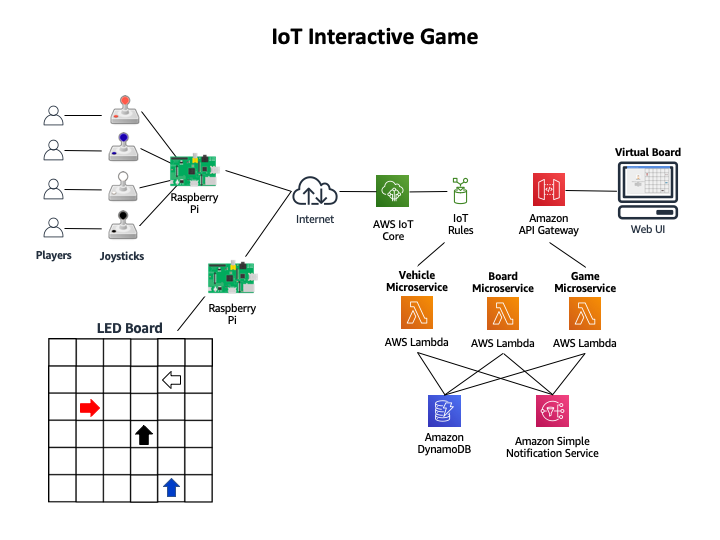 IoT Interactive Game
Virtual Board
Raspberry
Pi
Internet
AWS IoT
Core
IoT
Rules
Amazon
API Gateway
Web UI
Players
Joysticks
Raspberry
Pi
Vehicle
Microservice
Board
Microservice
Game
Microservice
LED Board
AWS Lambda
AWS Lambda
AWS Lambda
Amazon
DynamoDB
Amazon Simple
Notification Service